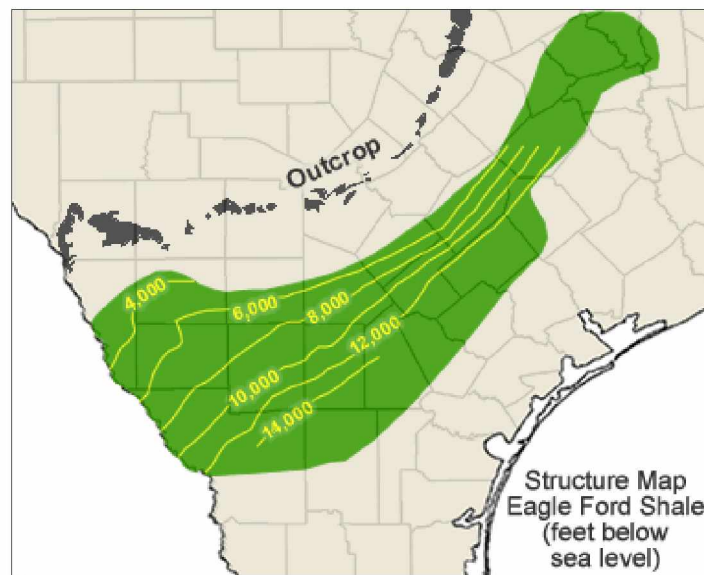 Outcrop
4,000
6,000
8,000
10,000
12,000
14,000
Structure Map
Eagle Ford Shale
(feet below
sea level)